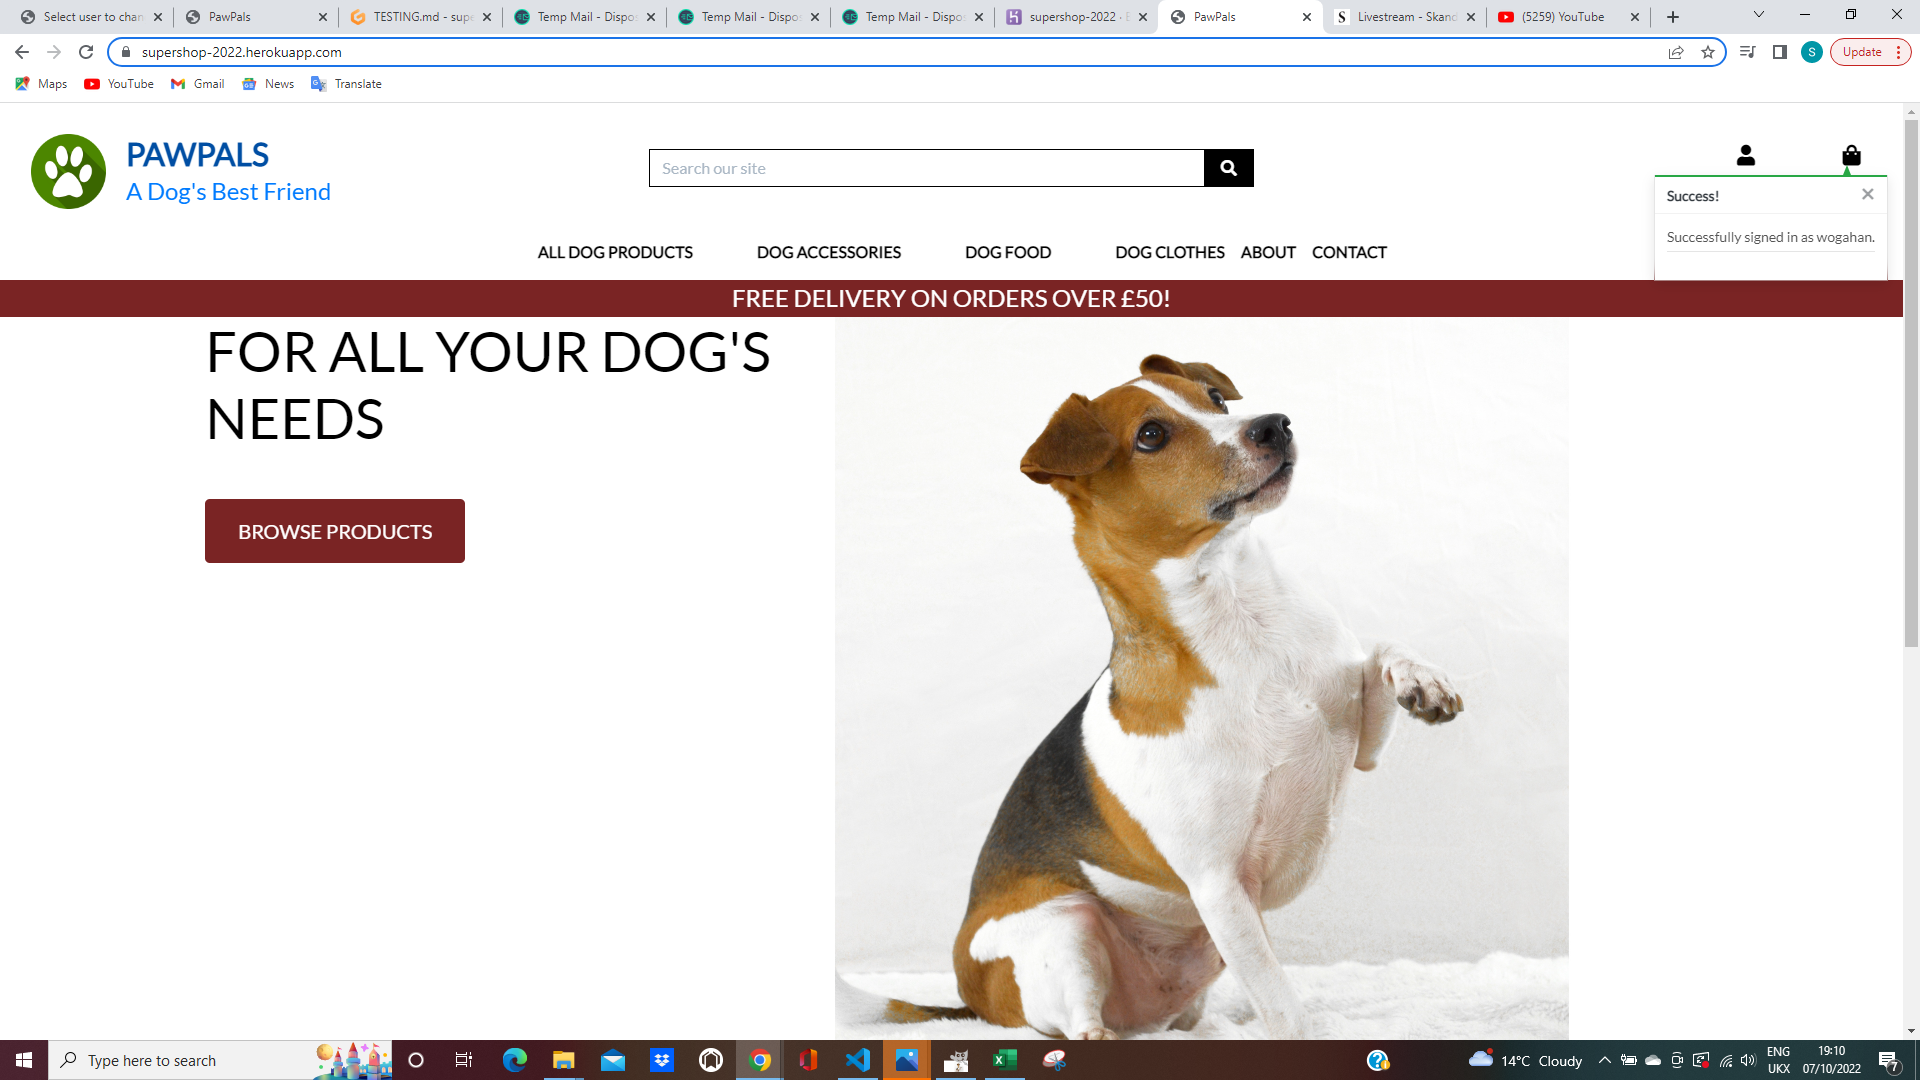 Select user to chan
PawPals
TESTING.md - supe
Temp Mail - Dispos
Temp Mail - Dispos
Temp Mail - Dispos
supershop-2022 ·
PawPals
Livestream - Skand
(5259) YouTube
supershop-2022.herokuapp.com
S
Update
Maps
YouTube
Gmail
News
Translate
PAWPALS
A Dog's Best Friend
Search our site
Success!
Successfully signed in as wogahan.
ALL DOG PRODUCTS
DOG ACCESSORIES
DOG FOOD
DOG CLOTHES
ABOUT
CONTACT
FREE DELIVERY ON ORDERS OVER £50!
FOR ALL YOUR DOG'S
NEEDS
BROWSE PRODUCTS
Type here to search
14°C Cloudy
ENG
UKX
19:10
07/10/2022
7